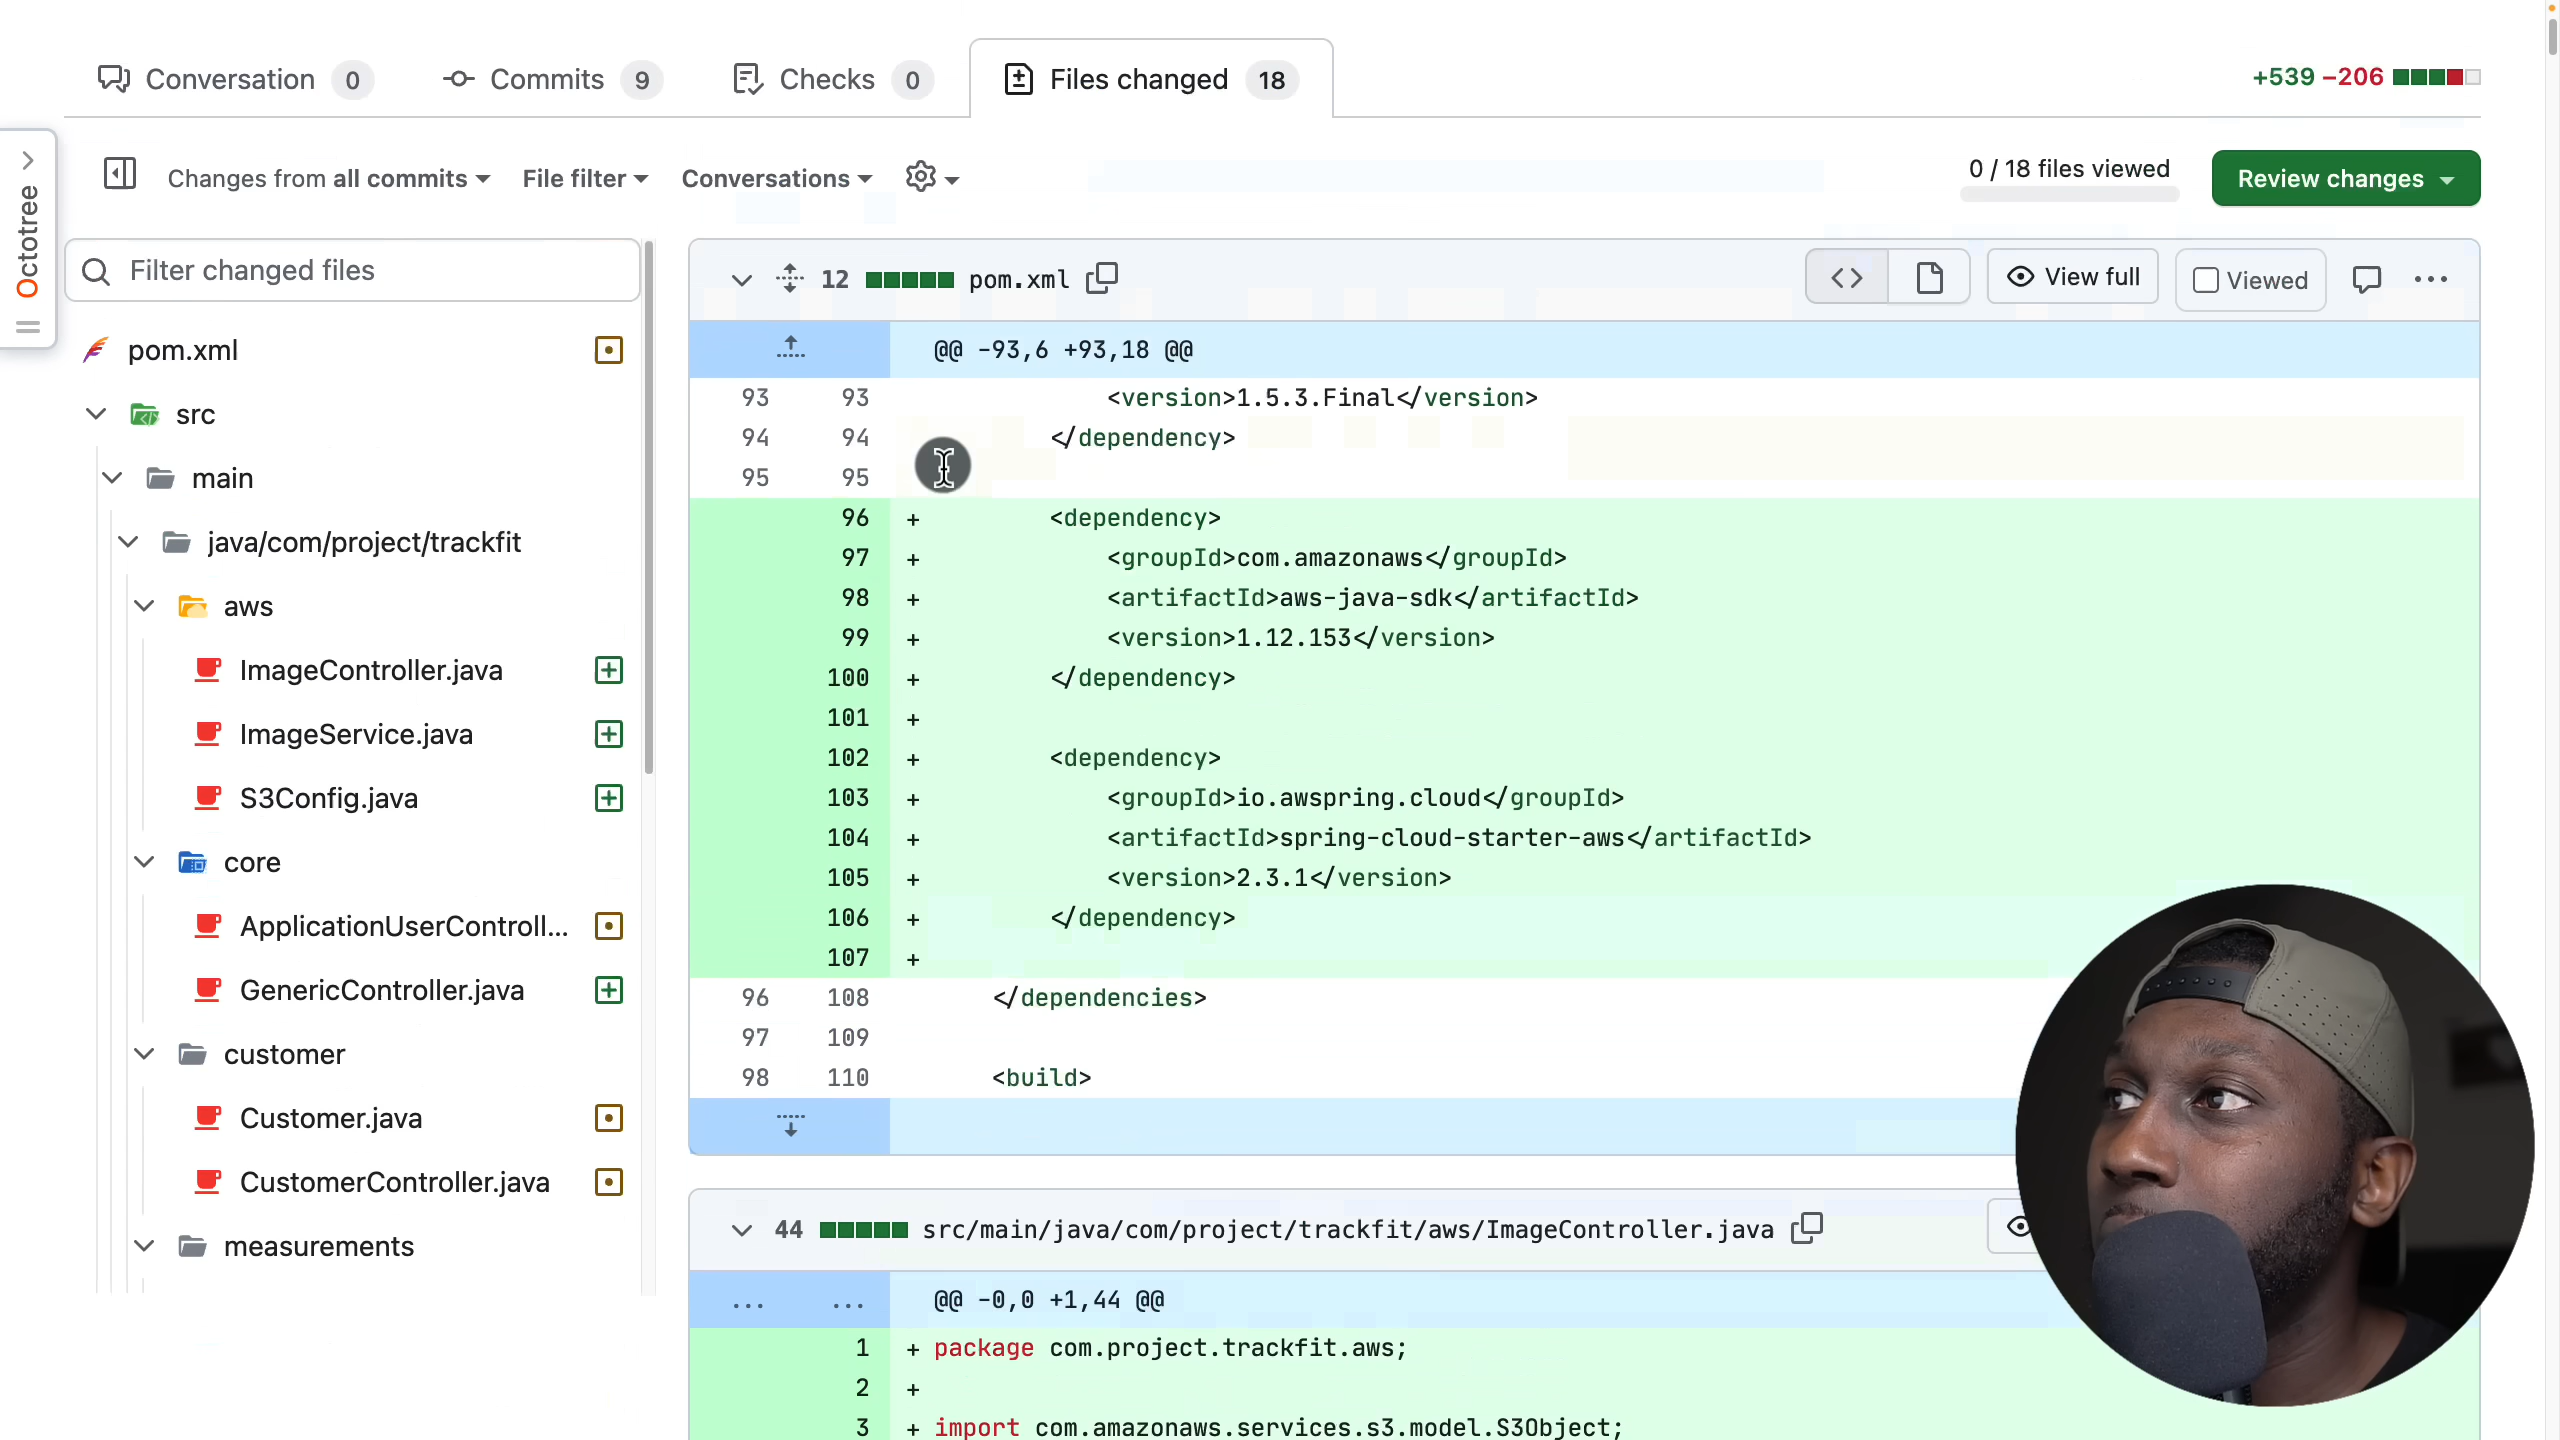 Conversation 0
Commits 9
Checks 0
Files changed 18
+539 −206
Octotree
Changes from all commits
File filter
Conversations
0 / 18 files viewed
Review changes
Filter changed files
pom.xml
src
main
java/com/project/trackfit
aws
ImageController.java
ImageService.java
S3Config.java
core
ApplicationUserControll...
GenericController.java
customer
Customer.java
CustomerController.java
measurements
12 pom.xml
View full
Viewed
@@ -93,6 +93,18 @@
93 93 <version>1.5.3.Final</version>
94 94 </dependency>
95 95
96 + <dependency>
97 + <groupId>com.amazonaws</groupId>
98 + <artifactId>aws-java-sdk</artifactId>
99 + <version>1.12.153</version>
100 + </dependency>
101 +
102 + <dependency>
103 + <groupId>io.awspring.cloud</groupId>
104 + <artifactId>spring-cloud-starter-aws</artifactId>
105 + <version>2.3.1</version>
106 + </dependency>
107 +
96 108 </dependencies>
97 109
98 110 <build>
44 src/main/java/com/project/trackfit/aws/ImageController.java
... ... @@ -0,0 +1,44 @@
1 + package com.project.trackfit.aws;
2 +
3 + import com.amazonaws.services.s3.model.S3Object;